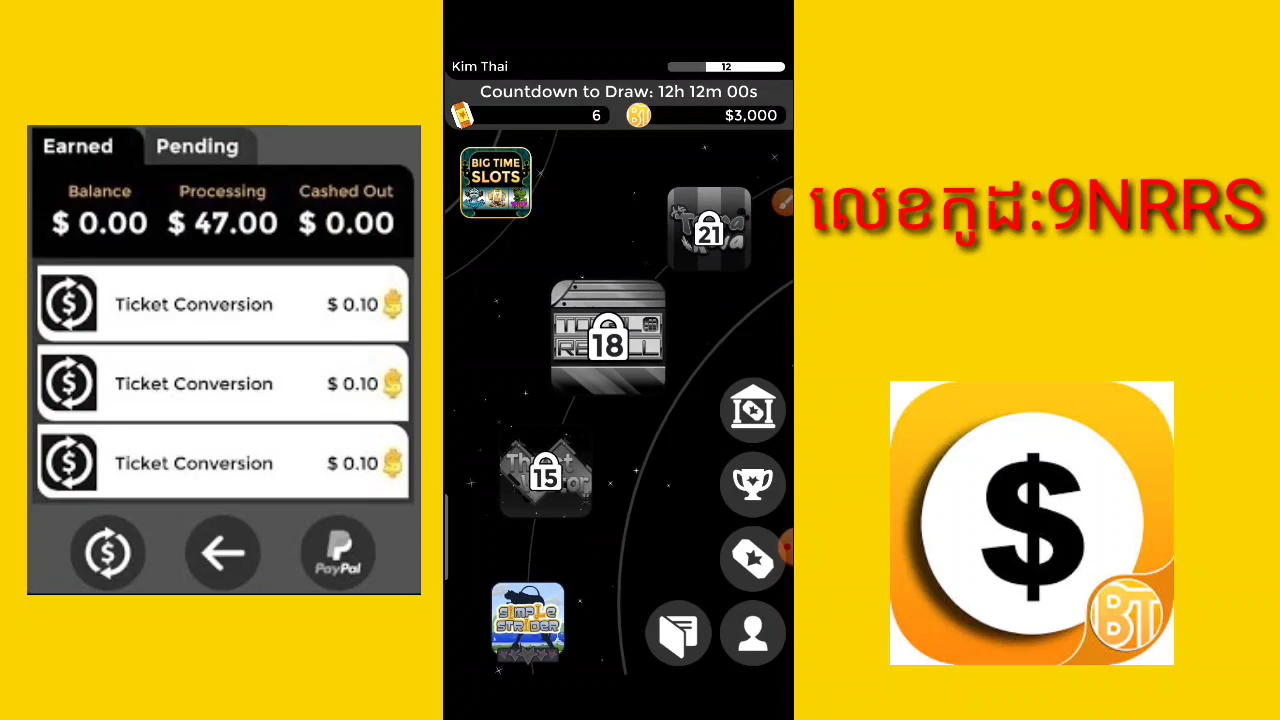 Earned
Pending
Balance
Processing
Cashed Out
$ 0.00
$ 47.00
$ 0.00
Ticket Conversion
$ 0.10
Ticket Conversion
$ 0.10
Ticket Conversion
$ 0.10
PayPal
Kim Thai
12
Countdown to Draw: 12h 12m 00s
6
BT
$3,000
BIG TIME
SLOTS
21
18
15
SIMPLE
STRIDER
លេខកូដ:9NRRS
$
BT